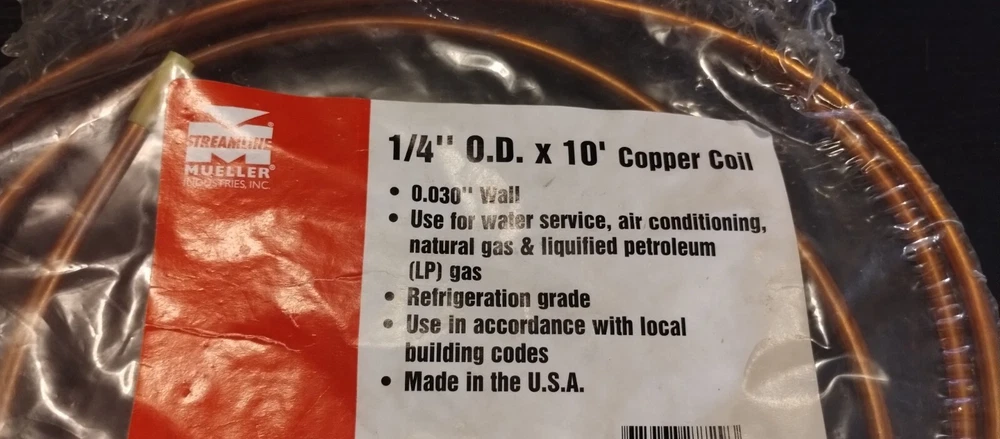 STREAMLINE
MUELLER®
INDUSTRIES, INC.
1/4" O.D. x 10' Copper Coil
• 0.030" Wall
• Use for water service, air conditioning,
natural gas & liquified petroleum
(LP) gas
• Refrigeration grade
• Use in accordance with local
building codes
• Made in the U.S.A.